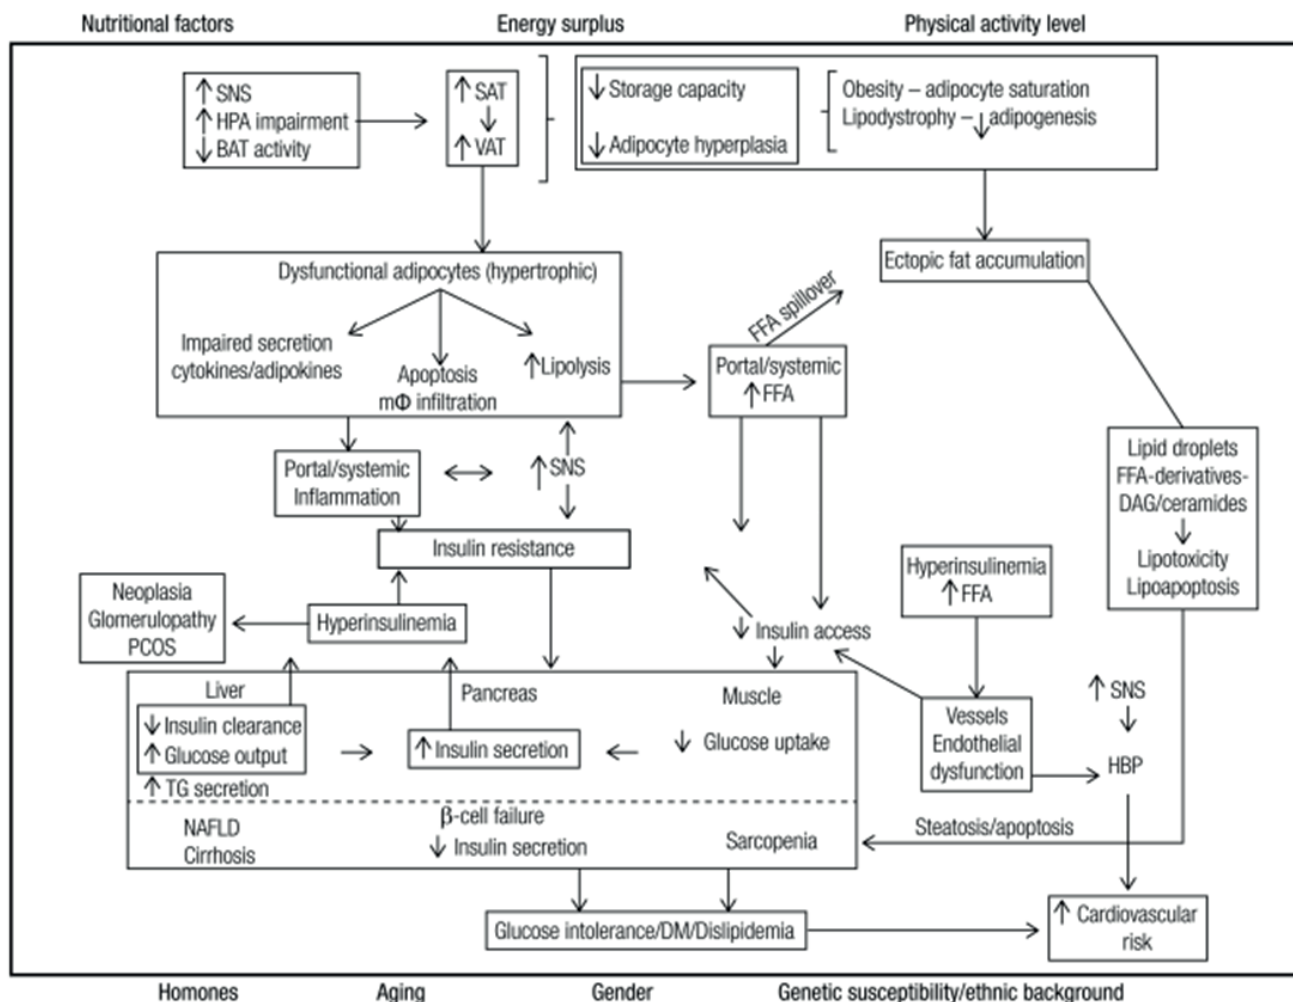 Nutritional factors
Energy surplus
Physical activity level
↑ SNS
↑ HPA impairment
↓ BAT activity
↑ SAT
↓
↑ VAT
↓ Storage capacity
↓ Adipocyte hyperplasia
Obesity – adipocyte saturation
Lipodystrophy – ↓ adipogenesis
Ectopic fat accumulation
Dysfunctional adipocytes (hypertrophic)
Impaired secretion
cytokines/adipokines
Apoptosis
mΦ infiltration
↑ Lipolysis
FFA spillover
Portal/systemic
↑ FFA
Portal/systemic
Inflammation
↑ SNS
Insulin resistance
Lipid droplets
FFA-derivatives-
DAG/ceramides
↓
Lipotoxicity
Lipoapoptosis
Neoplasia
Glomerulopathy
PCOS
Hyperinsulinemia
Hyperinsulinemia
↑ FFA
↓ Insulin access
Liver
↓ Insulin clearance
↑ Glucose output
↑ TG secretion
Pancreas
↑ Insulin secretion
Muscle
↓ Glucose uptake
Vessels
Endothelial
dysfunction
↑ SNS
↓
HBP
NAFLD
Cirrhosis
β-cell failure
↓ Insulin secretion
Sarcopenia
Steatosis/apoptosis
Glucose intolerance/DM/Dislipidemia
↑ Cardiovascular
risk
Homones
Aging
Gender
Genetic susceptibility/ethnic background